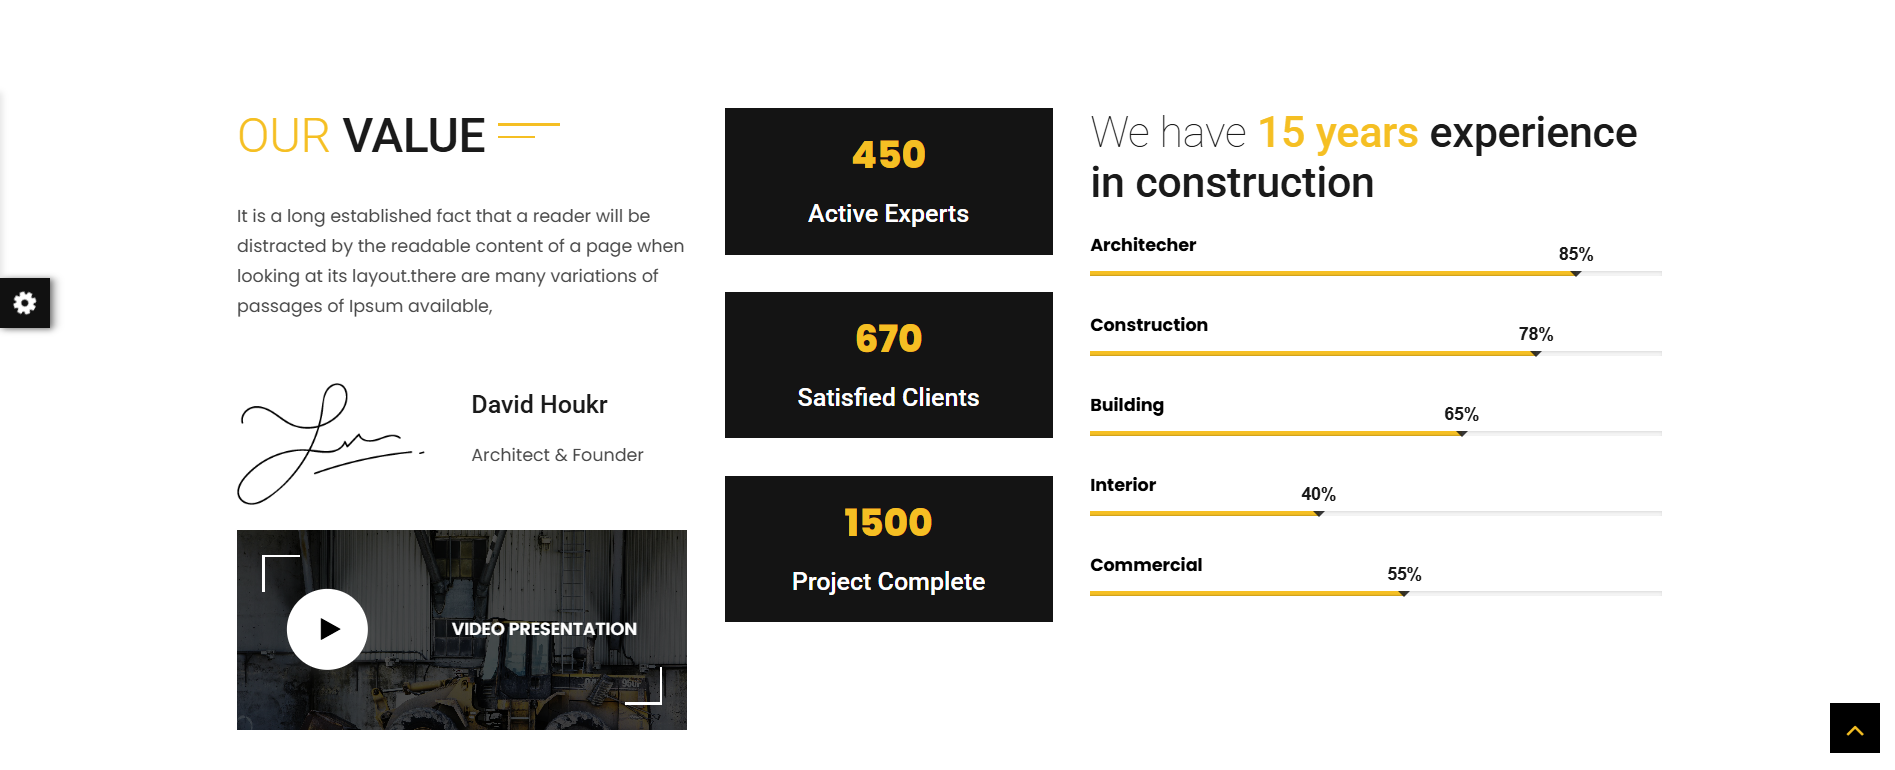 OUR VALUE
It is a long established fact that a reader will be
distracted by the readable content of a page when
looking at its layout.there are many variations of
passages of Ipsum available,
David Houkr
Architect & Founder
VIDEO PRESENTATION
450
Active Experts
670
Satisfied Clients
1500
Project Complete
We have 15 years experience
in construction
Architecher
85%
Construction
78%
Building
65%
Interior
40%
Commercial
55%